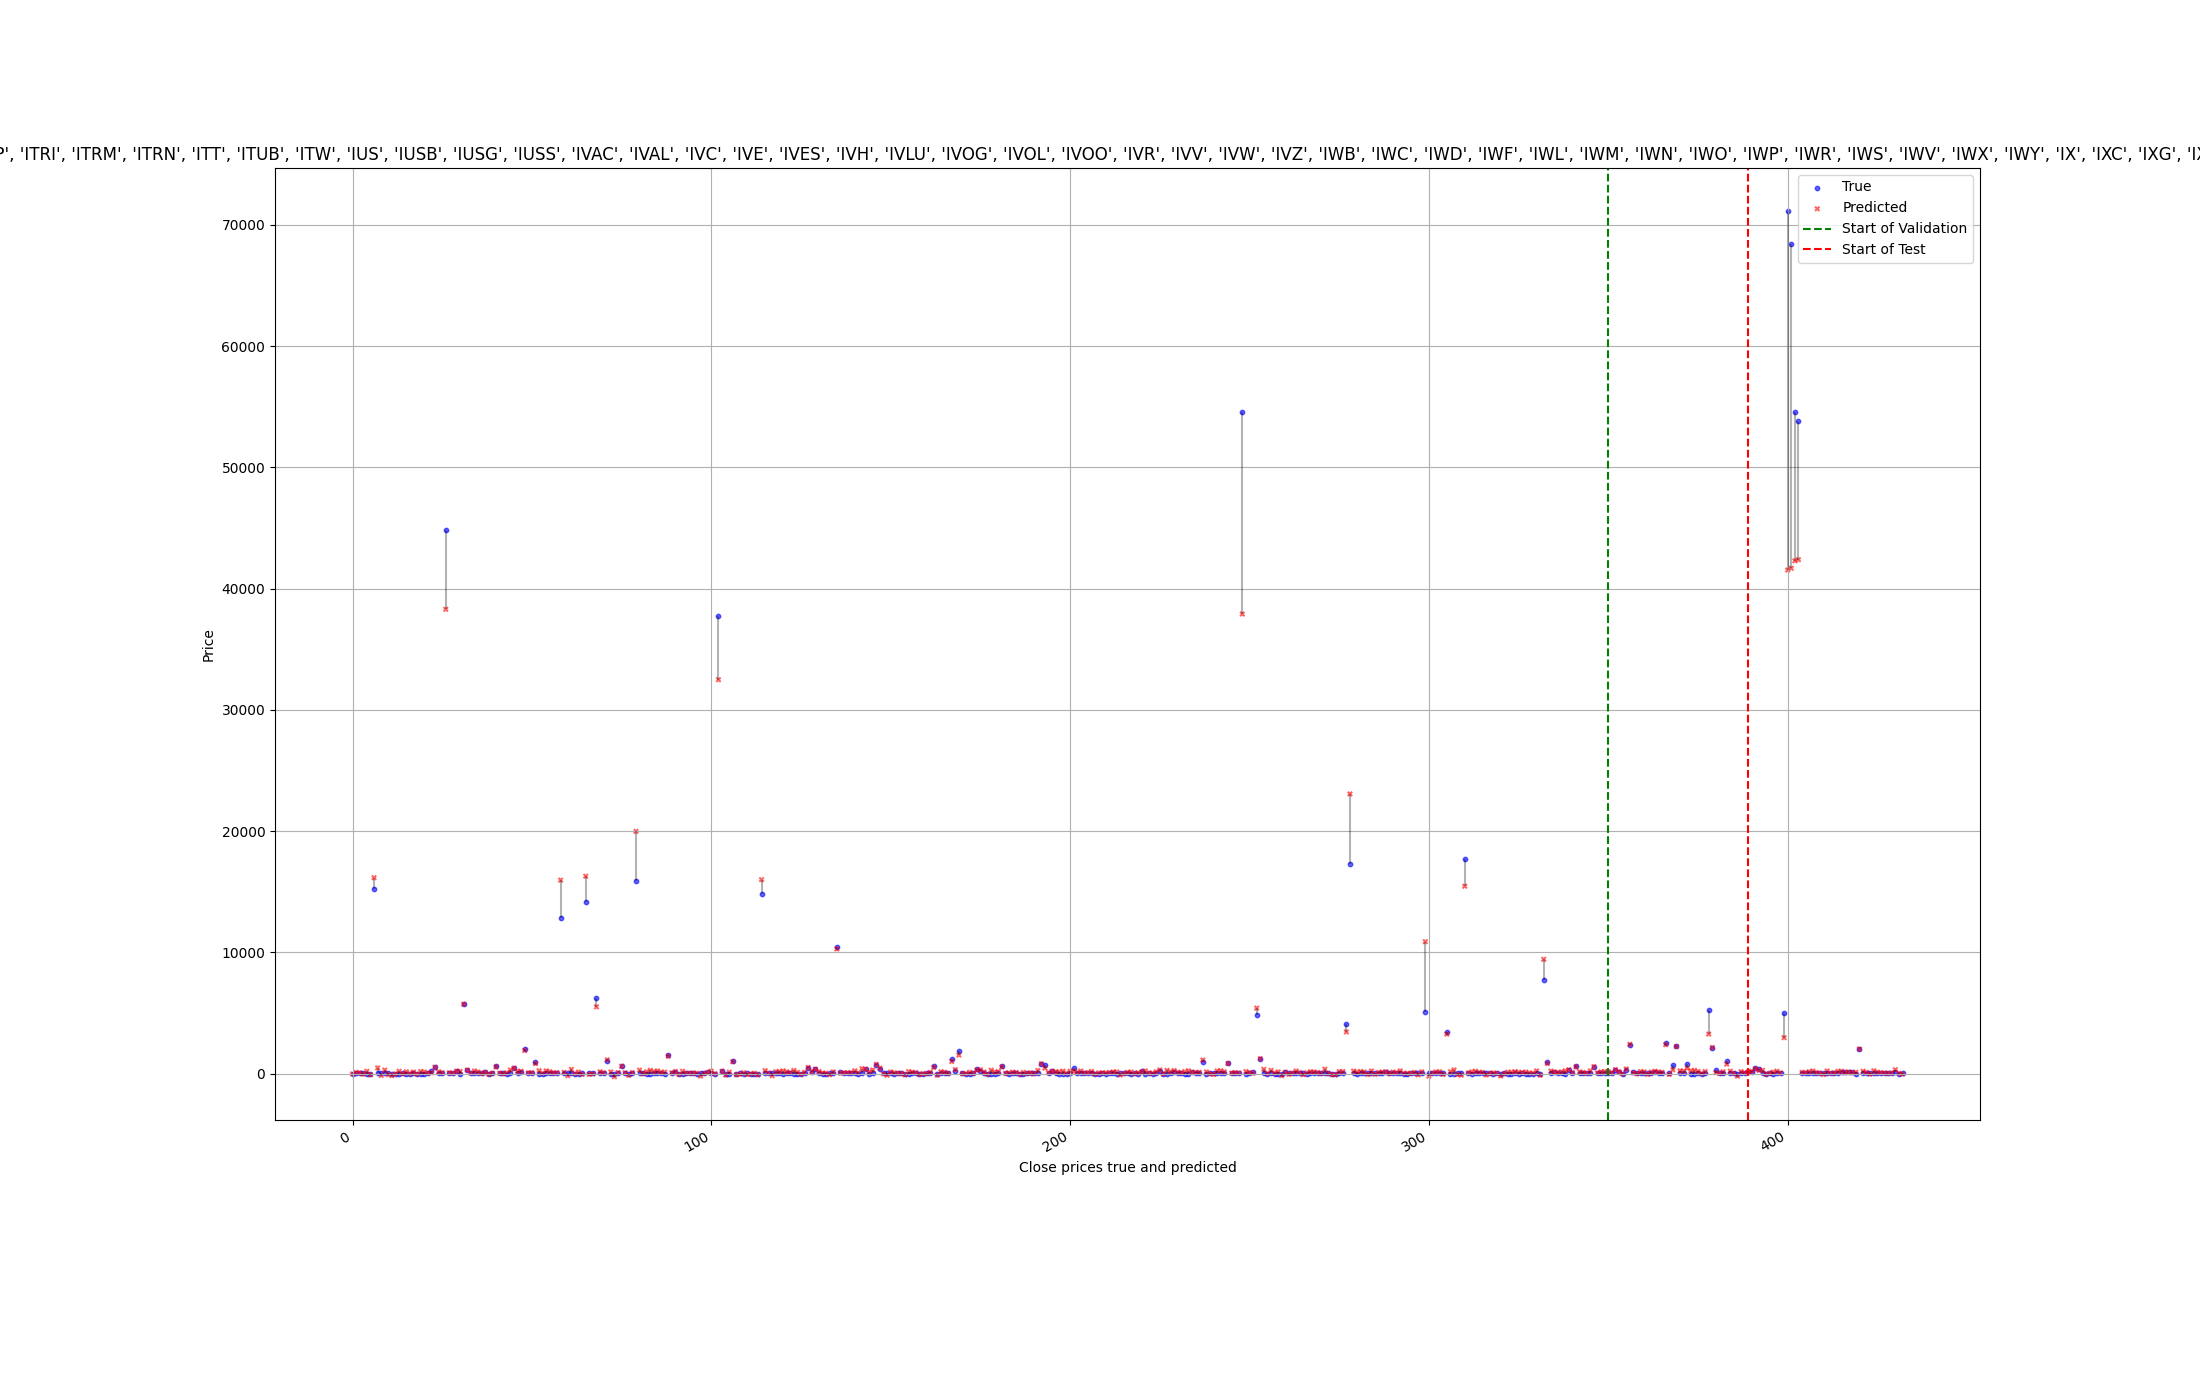 ', 'ITRI', 'ITRM', 'ITRN', 'ITT', 'ITUB', 'ITW', 'IUS', 'IUSB', 'IUSG', 'IUSS', 'IVAC', 'IVAL', 'IVC', 'IVE', 'IVES', 'IVH', 'IVLU', 'IVOG', 'IVOL', 'IVOO', 'IVR', 'IVV', 'IVW', 'IVZ', 'IWB', 'IWC', 'IWD', 'IWF', 'IWL', 'IWM', 'IWN', 'IWO', 'IWP', 'IWR', 'IWS', 'IWV', 'IWX', 'IWY', 'IX', 'IXC', 'IXG',
True
Predicted
Start of Validation
Start of Test
70000
60000
50000
40000
30000
20000
10000
0
Price
0 100 200 300 400
Close prices true and predicted